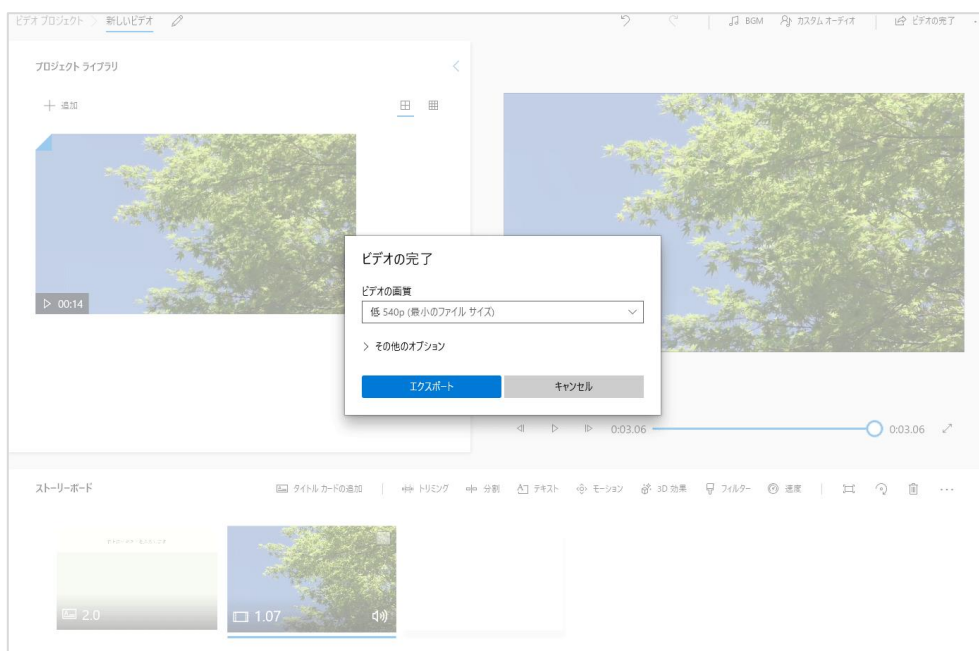 ビデオ プロジェクト 新しいビデオ
BGM カスタム オーディオ ビデオの完了
プロジェクト ライブラリ
追加
00:14
ビデオの完了
ビデオの画質
低 540p (最小のファイル サイズ)
その他のオプション
エクスポート キャンセル
0:03.06 0:03.06
ストーリーボード
タイトル カードの追加 トリミング 分割 テキスト モーション 3D 効果 フィルター 速度
2.0
1.07